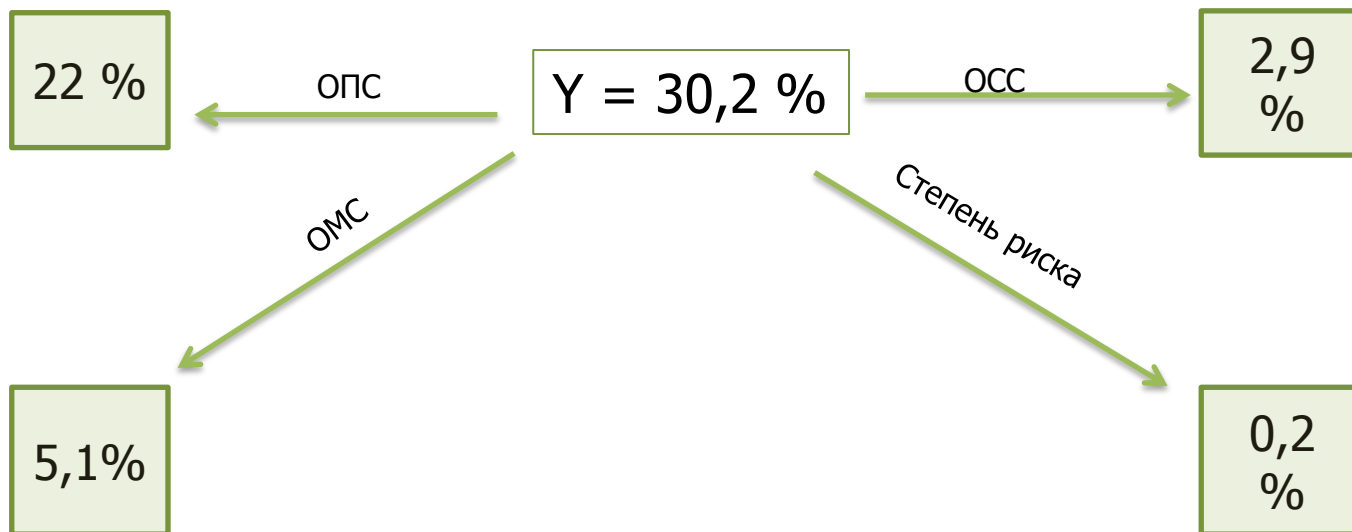 22 %
ОПС
Y = 30,2 %
ОСС
2,9
%
ОМС
Степень риска
5,1%
0,2
%